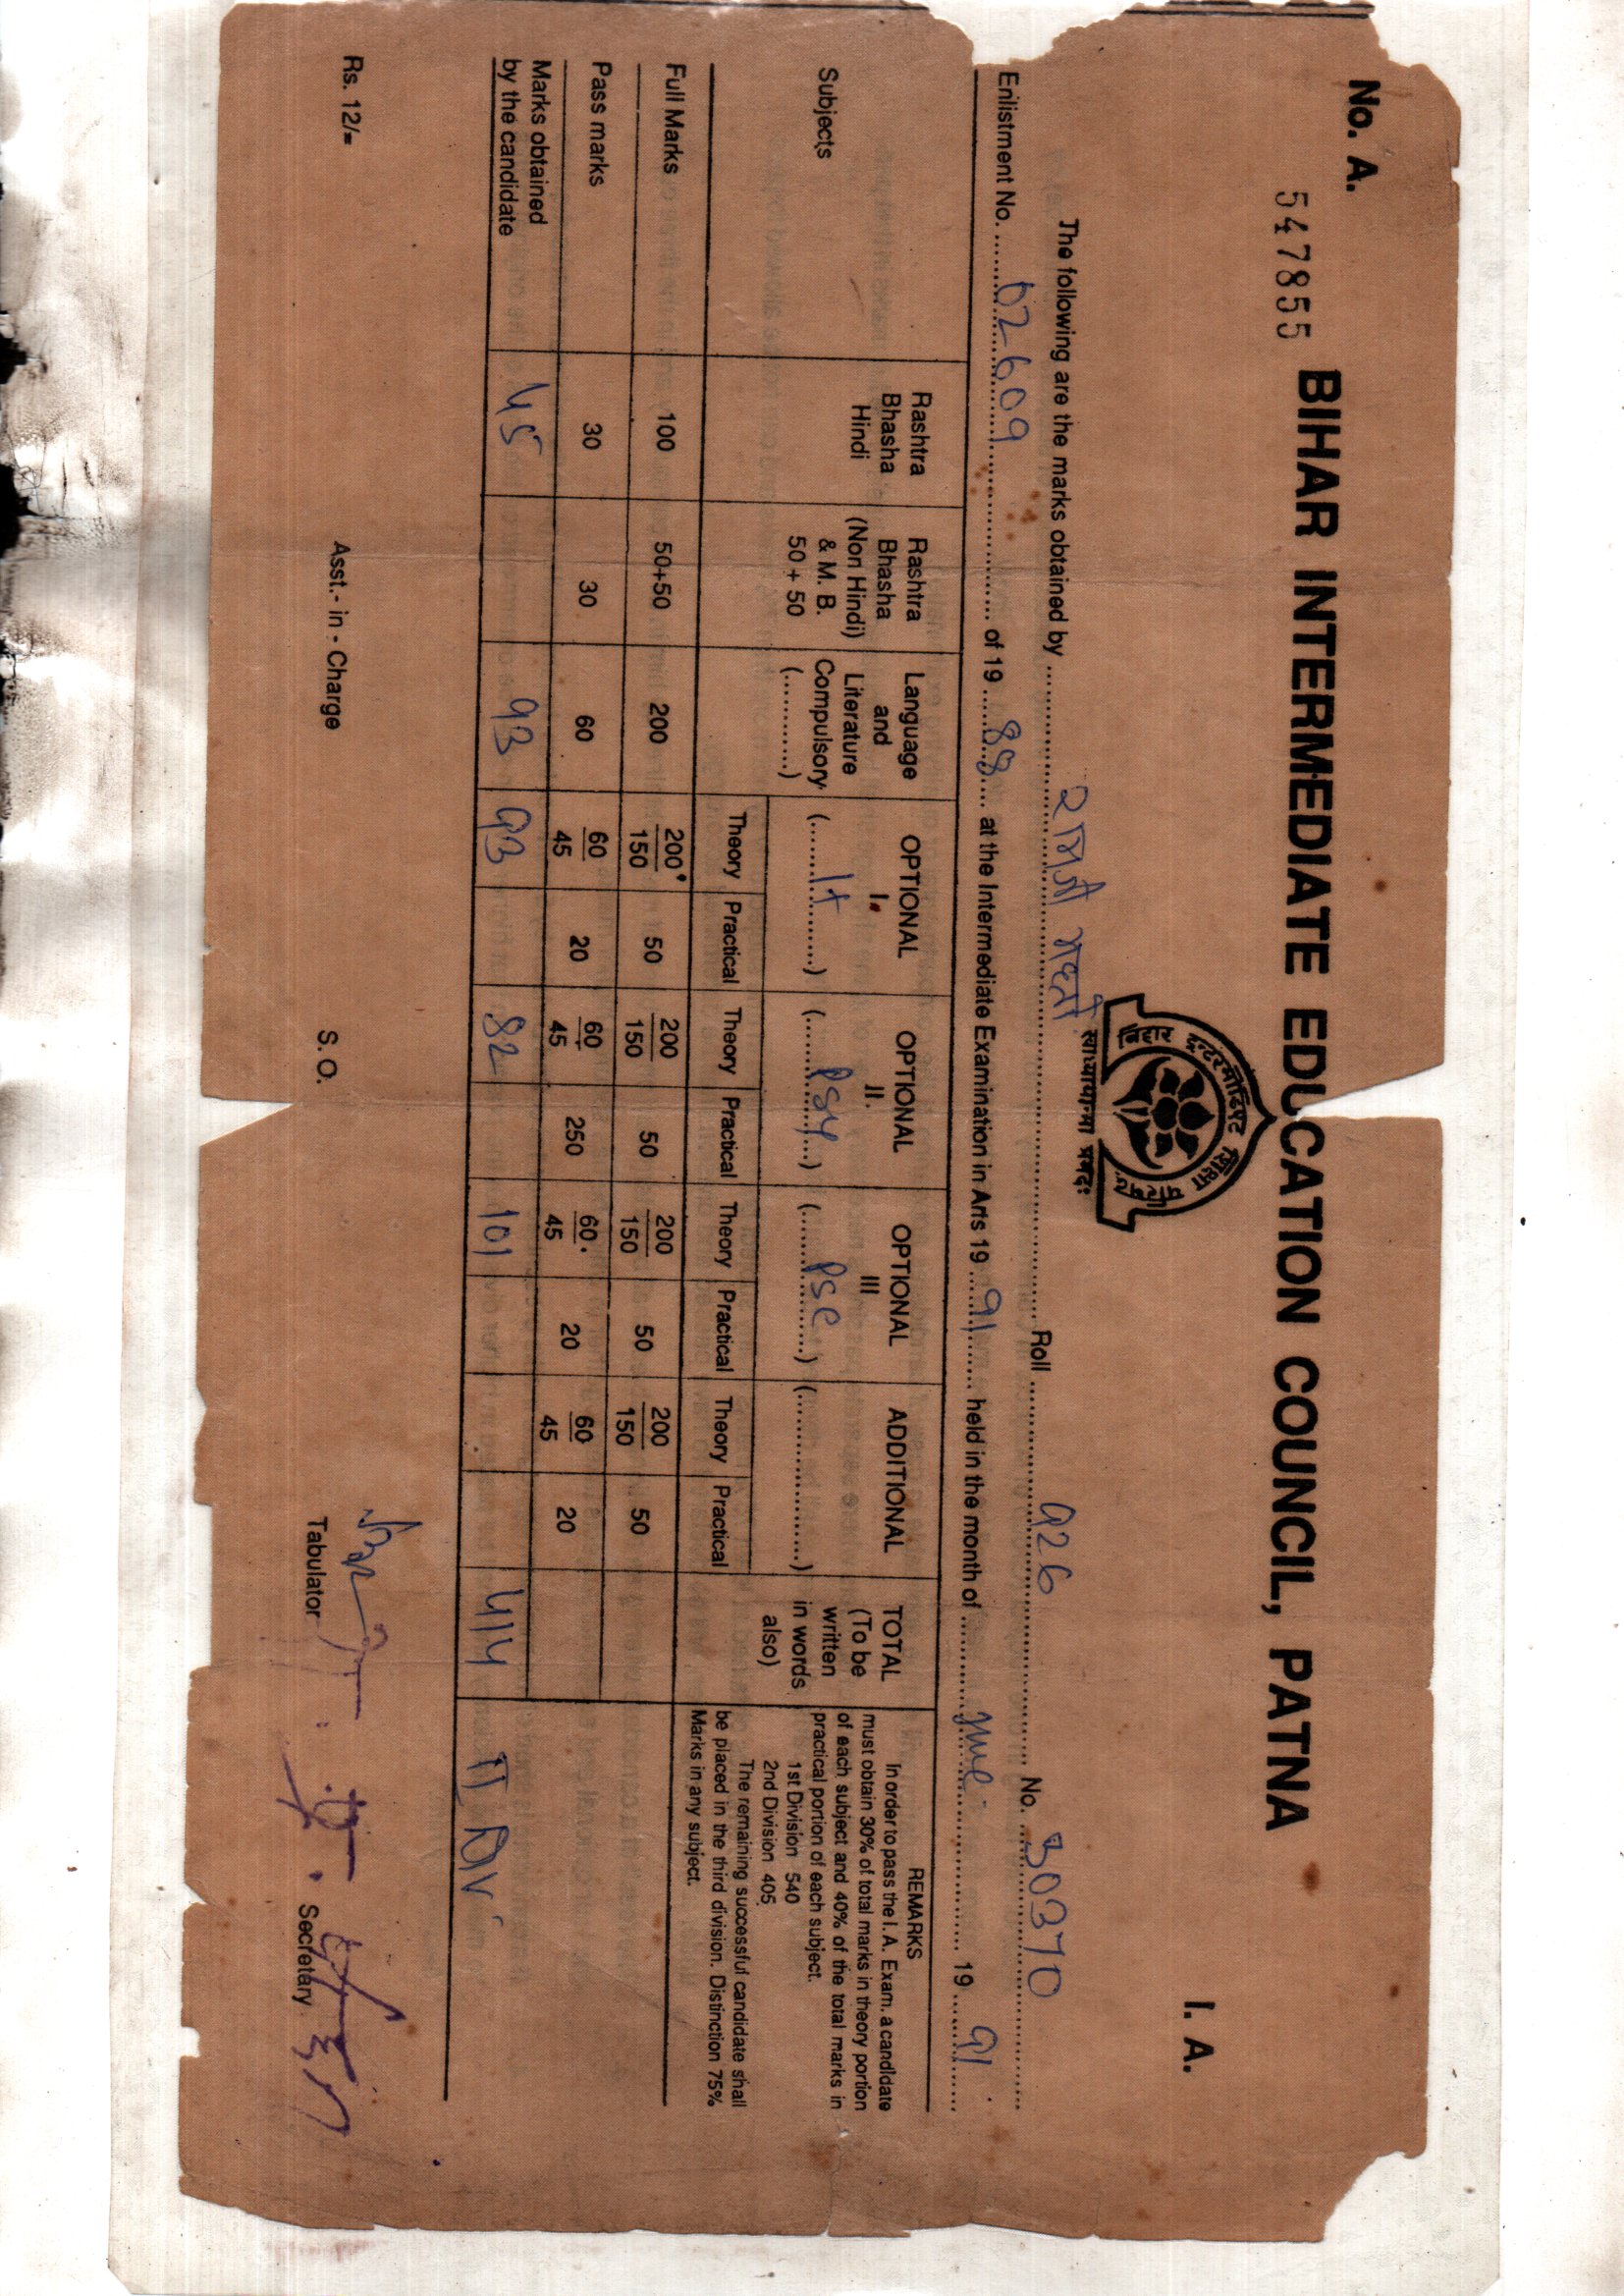 No. A.
547855 BIHAR INTERMEDIATE EDUCATION COUNCIL, PATNA
I. A.
बिहार इन्टरमीडिएट शिक्षा परिषद्
स्वाध्यायान्मा प्रमदः
The following are the marks obtained by Roll 926 No. 30370
Enlistment No. 02609 of 19 88 at the Intermediate Examination in Arts 19 91 held in the month of June 19 91
Subjects
Rashtra Bhasha Hindi
Rashtra Bhasha (Non Hindi) & M. B. 50 + 50
Language and Literature Compulsory (............)
OPTIONAL I. ( )
OPTIONAL II. (Psy)
OPTIONAL III (PSc)
ADDITIONAL (....................)
TOTAL (To be written in words also)
REMARKS
In order to pass the I. A. Exam. a candidate
must obtain 30% of total marks in theory portion
of each subject and 40% of the total marks in
practical portion of each subject.
1st Division 540
2nd Division 405
The remaining successful candidate shall
be placed in the third division. Distinction 75%
Marks in any subject.
Theory Practical Theory Practical Theory Practical Theory Practical
Full Marks 100 50+50 200 200/150 50 200/150 50 200/150 50 200/150 50
Pass marks 30 30 60 60/45 20 60/45 250 60/45 20 60/45 20
Marks obtained by the candidate 45 93 93 82 101 414 II Div
Rs. 12/= Asst.- in - Charge S. O. Tabulator Secretary